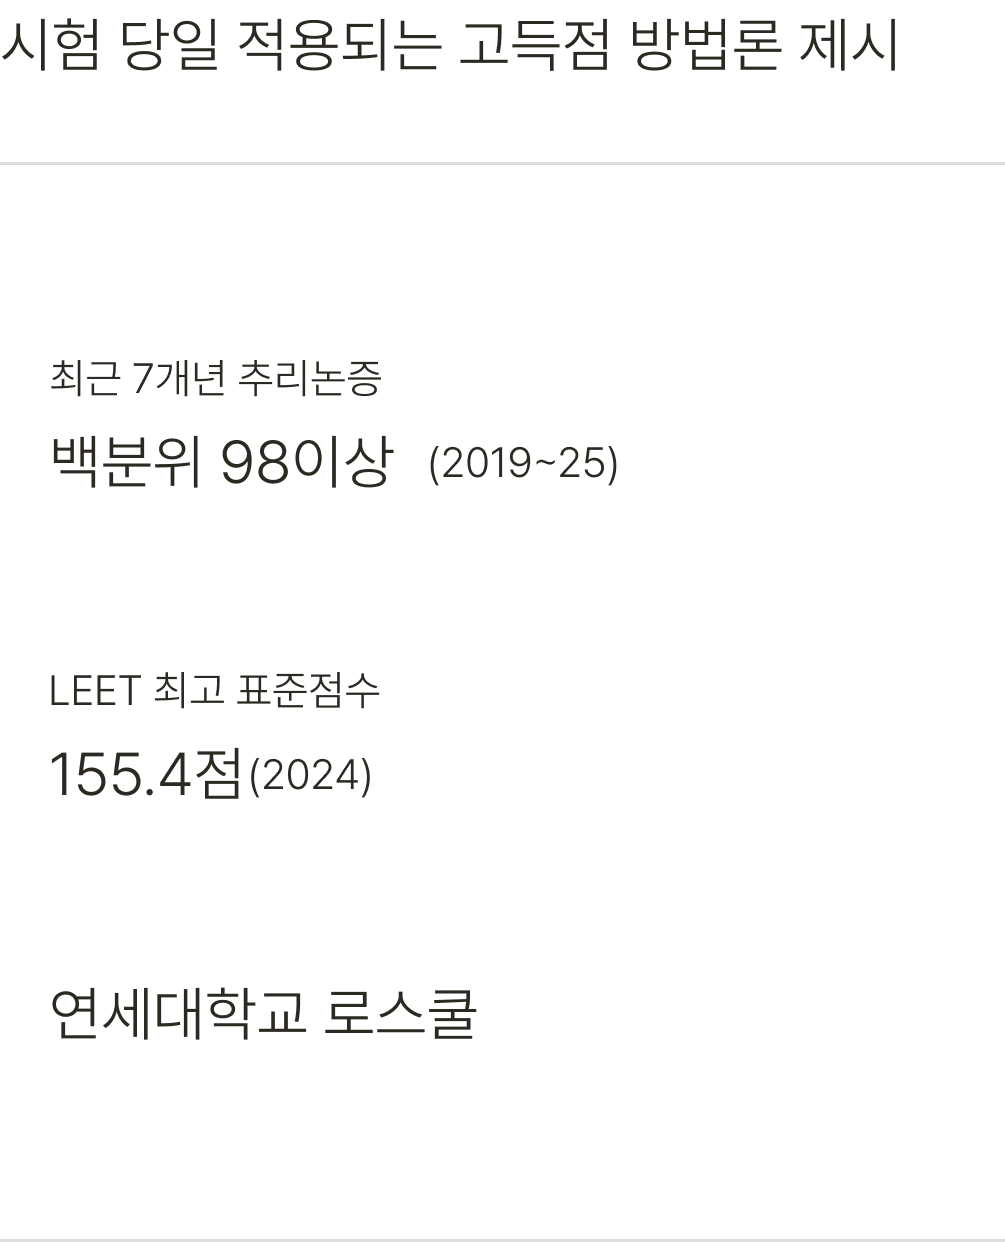 시험 당일 적용되는 고득점 방법론 제시
최근 7개년 추리논증
백분위 98이상 (2019~25)
LEET 최고 표준점수
155.4점(2024)
연세대학교 로스쿨